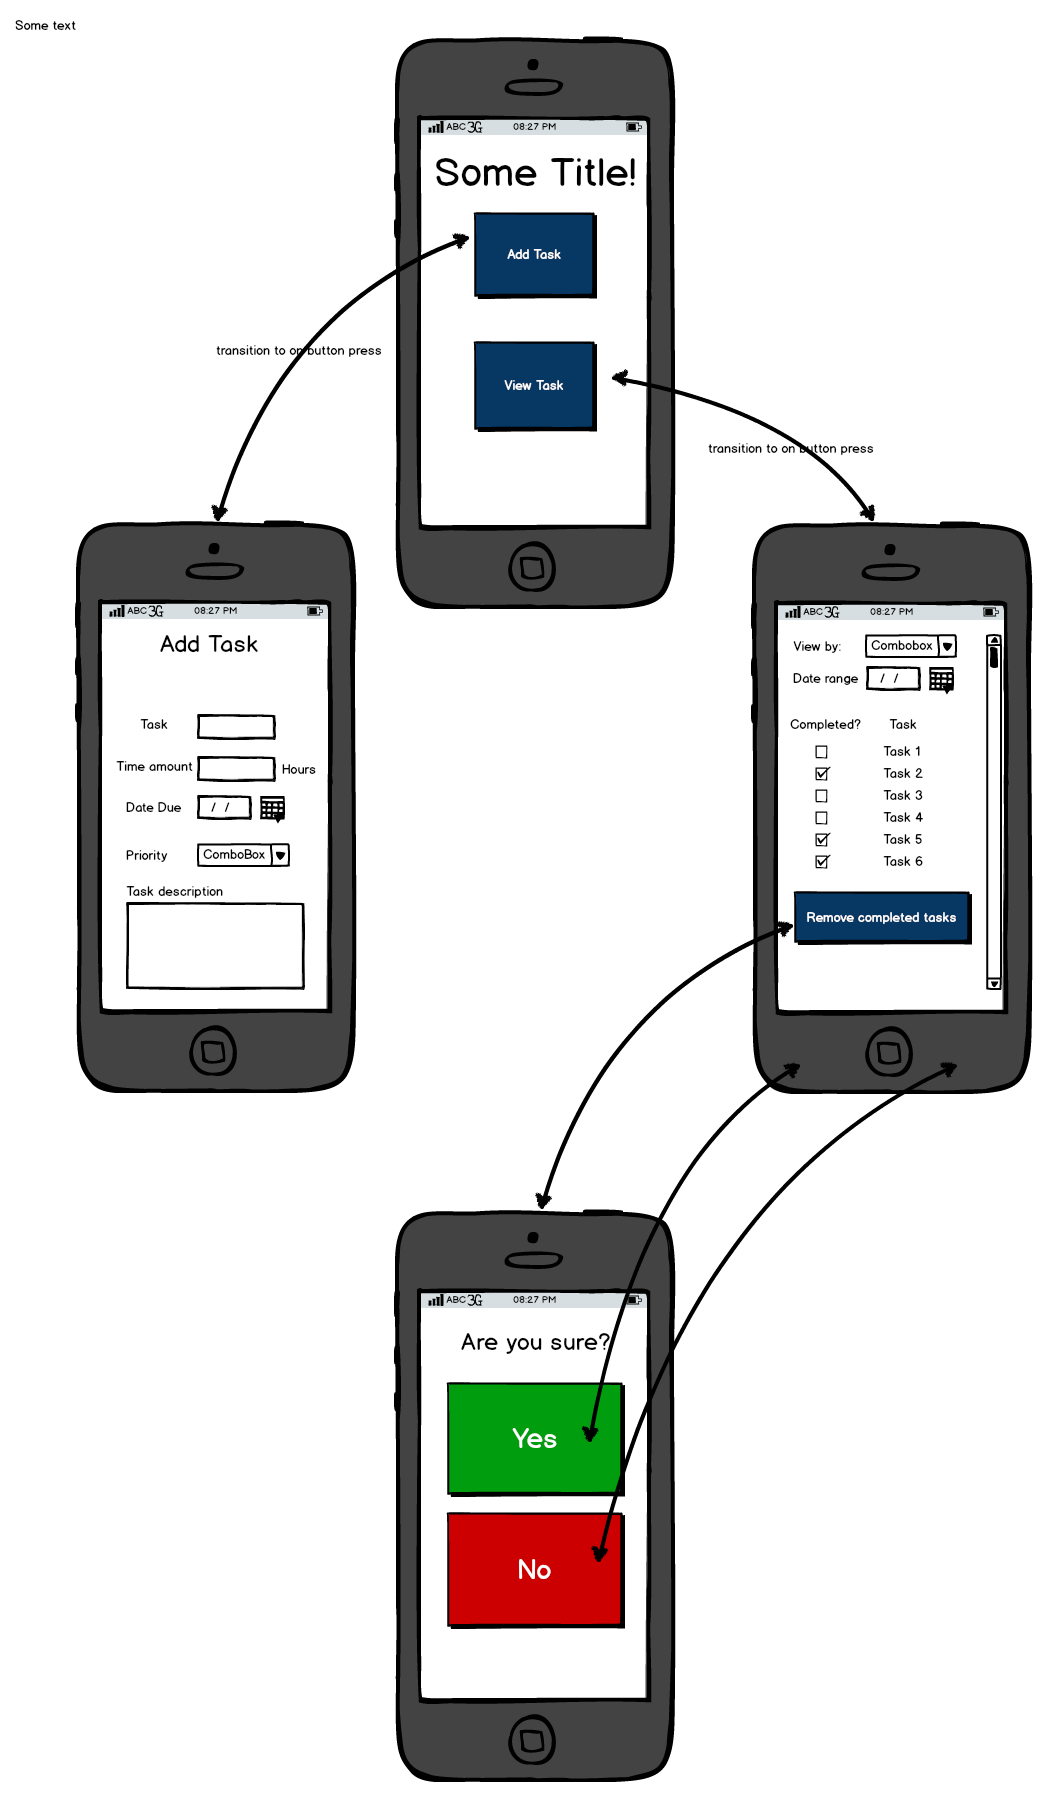 Some text
ABC 3G 08:27 PM
Some Title!
Add Task
View Task
transition to on button press
transition to on button press
ABC 3G 08:27 PM
Add Task
Task
Time amount Hours
Date Due / /
Priority ComboBox
Task description
ABC 3G 08:27 PM
View by: Combobox
Date range / /
Completed? Task
Task 1
Task 2
Task 3
Task 4
Task 5
Task 6
Remove completed tasks
ABC 3G 08:27 PM
Are you sure?
Yes
No